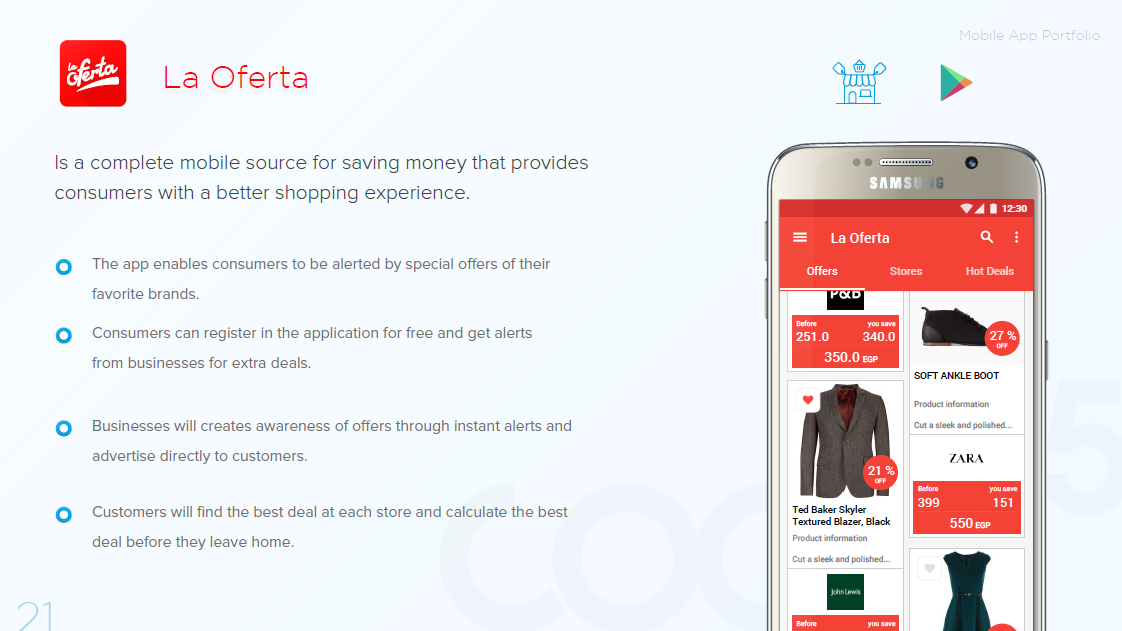 Mobile App Portfolio
La Oferta
La Oferta
Is a complete mobile source for saving money that provides
consumers with a better shopping experience.
The app enables consumers to be alerted by special offers of their
favorite brands.
Consumers can register in the application for free and get alerts
from businesses for extra deals.
Businesses will creates awareness of offers through instant alerts and
advertise directly to customers.
Customers will find the best deal at each store and calculate the best
deal before they leave home.
21
SAMSUNG
12:30
La Oferta
Offers Stores Hot Deals
P&B
Before you save
251.0 340.0
350.0 EGP
21 %
OFF
Ted Baker Skyler
Textured Blazer, Black
Product information
Cut a sleek and polished...
John Lewis
Before you save
27 %
OFF
SOFT ANKLE BOOT
Product information
Cut a sleek and polished...
ZARA
Before you save
399 151
550 EGP